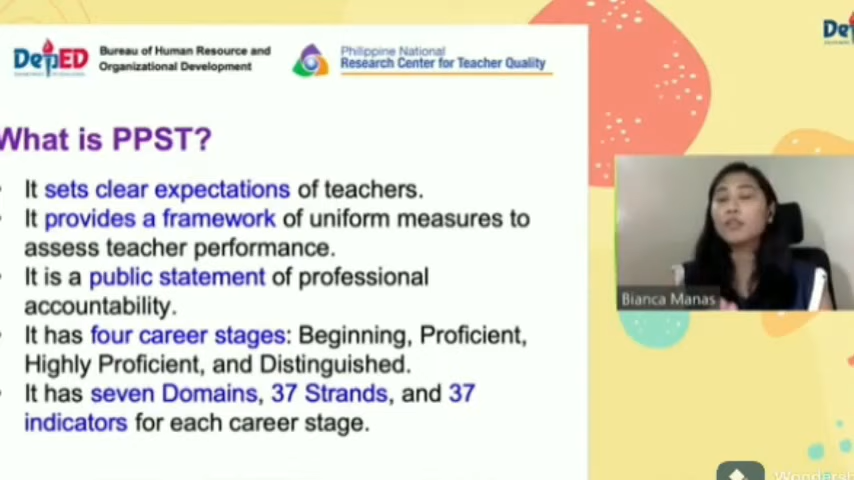 DepED
Bureau of Human Resource and
Organizational Development
Philippine National
Research Center for Teacher Quality
What is PPST?
It sets clear expectations of teachers.
It provides a framework of uniform measures to
assess teacher performance.
It is a public statement of professional
accountability.
It has four career stages: Beginning, Proficient,
Highly Proficient, and Distinguished.
It has seven Domains, 37 Strands, and 37
indicators for each career stage.
Bianca Manas